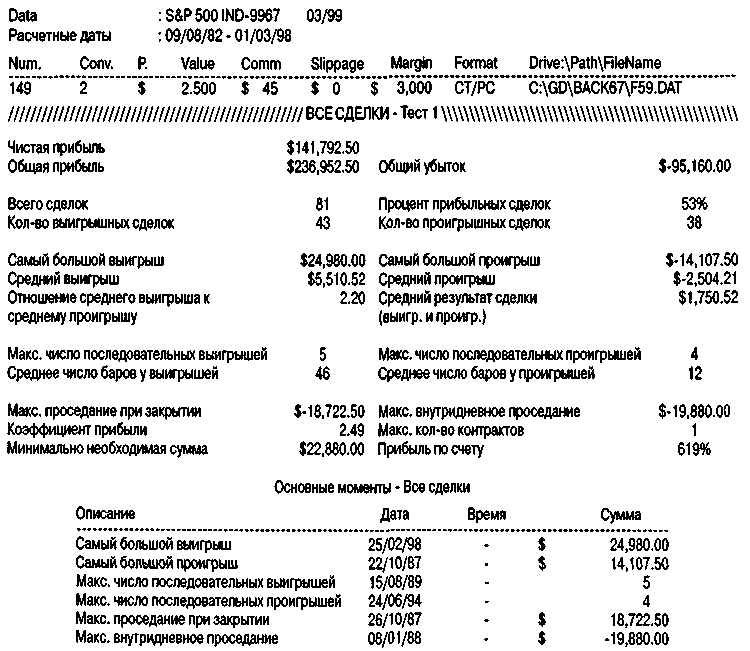 Data : S&P 500 IND-9967 03/99
Расчетные даты : 09/08/82 - 01/03/98
Num. Conv. P. Value Comm Slippage Margin Format Drive:\Path\FileName
149 2 $ 2.500 $ 45 $ 0 $ 3,000 CT/PC C:\GD\BACK67\F59.DAT
//////////////////////////////////////////////// ВСЕ СДЕЛКИ - Тест 1 \\\\\\\\\\\\\\\\\\\\\\\\\\\\\\\\\\\\\\\\\\\\\\\\
Чистая прибыль $141,792.50
Общая прибыль $236,952.50 Общий убыток $-95,160.00
Всего сделок 81 Процент прибыльных сделок 53%
Кол-во выигрышных сделок 43 Кол-во проигрышных сделок 38
Самый большой выигрыш $24,980.00 Самый большой проигрыш $-14,107.50
Средний выигрыш $5,510.52 Средний проигрыш $-2,504.21
Отношение среднего выигрыша к 2.20 Средний результат сделки $1,750.52
среднему проигрышу (выигр. и проигр.)
Макс. число последовательных выигрышей 5 Макс. число последовательных проигрышей 4
Среднее число баров у выигрышей 46 Среднее число баров у проигрышей 12
Макс. проседание при закрытии $-18,722.50 Макс. внутридневное проседание $-19,880.00
Коэффициент прибыли 2.49 Макс. кол-во контрактов 1
Минимально необходимая сумма $22,880.00 Прибыль по счету 619%
Основные моменты - Все сделки
Описание Дата Время Сумма
Самый большой выигрыш 25/02/98 - $ 24,980.00
Самый большой проигрыш 22/10/87 - $ 14,107.50
Макс. число последовательных выигрышей 15/08/89 - 5
Макс. число последовательных проигрышей 24/06/94 - 4
Макс. проседание при закрытии 26/10/87 - $ 18,722.50
Макс. внутридневное проседание 08/01/88 - $ -19,880.00